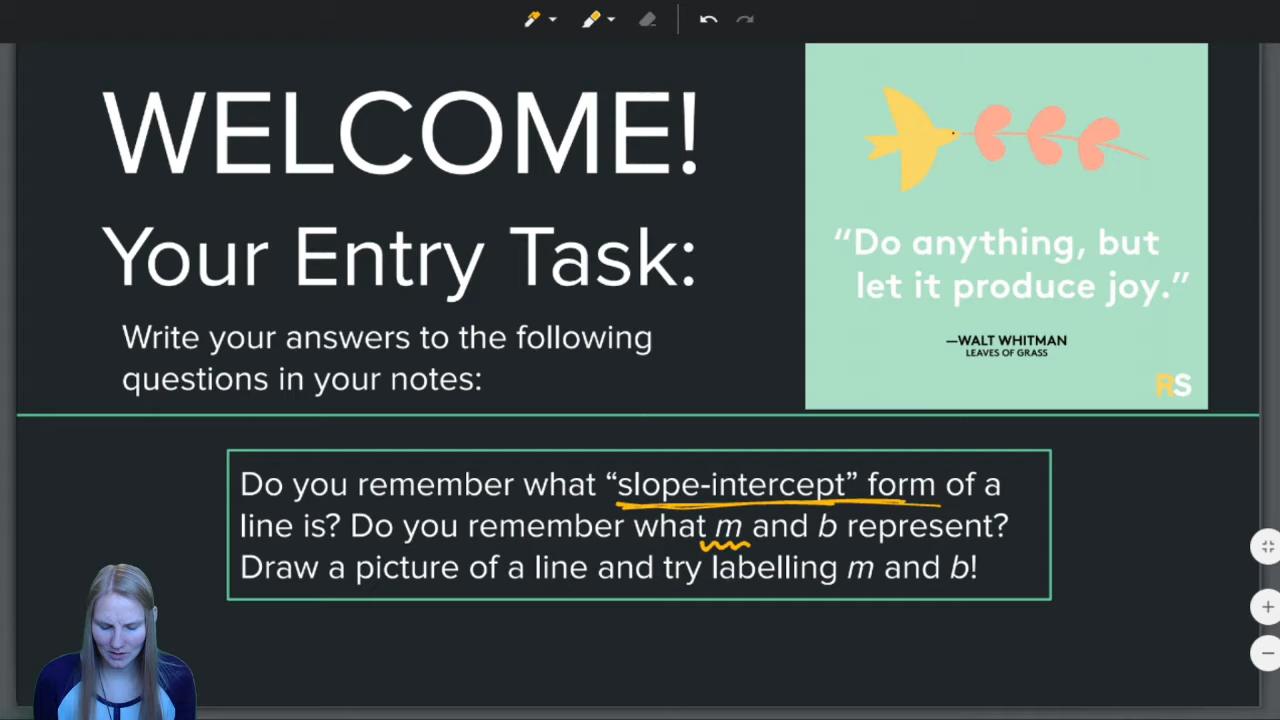 WELCOME!
Your Entry Task:
Write your answers to the following
questions in your notes:
“Do anything, but
let it produce joy.”
—WALT WHITMAN
LEAVES OF GRASS
RS
Do you remember what “slope-intercept” form of a
line is? Do you remember what m and b represent?
Draw a picture of a line and try labelling m and b!